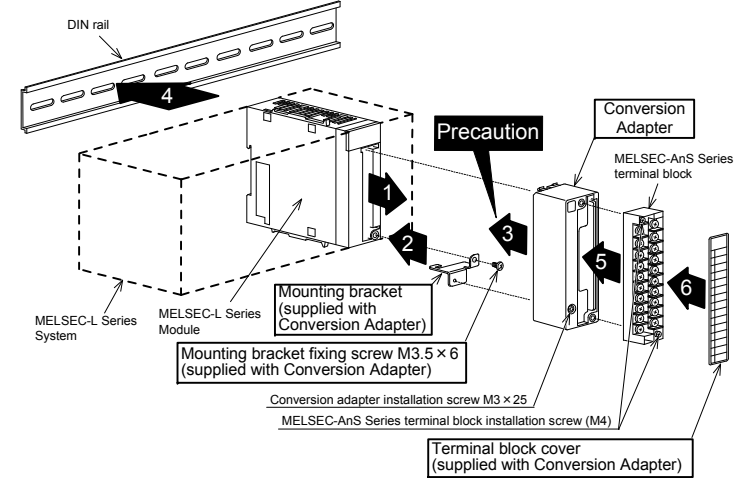 DIN rail
4
Precaution
Conversion
Adapter
MELSEC-AnS Series
terminal block
1
2
3
5
6
Mounting bracket
(supplied with
Conversion Adapter)
MELSEC-L Series
System
MELSEC-L Series
Module
Mounting bracket fixing screw M3.5×6
(supplied with Conversion Adapter)
Conversion adapter installation screw M3×25
MELSEC-AnS Series terminal block installation screw (M4)
Terminal block cover
(supplied with Conversion Adapter)